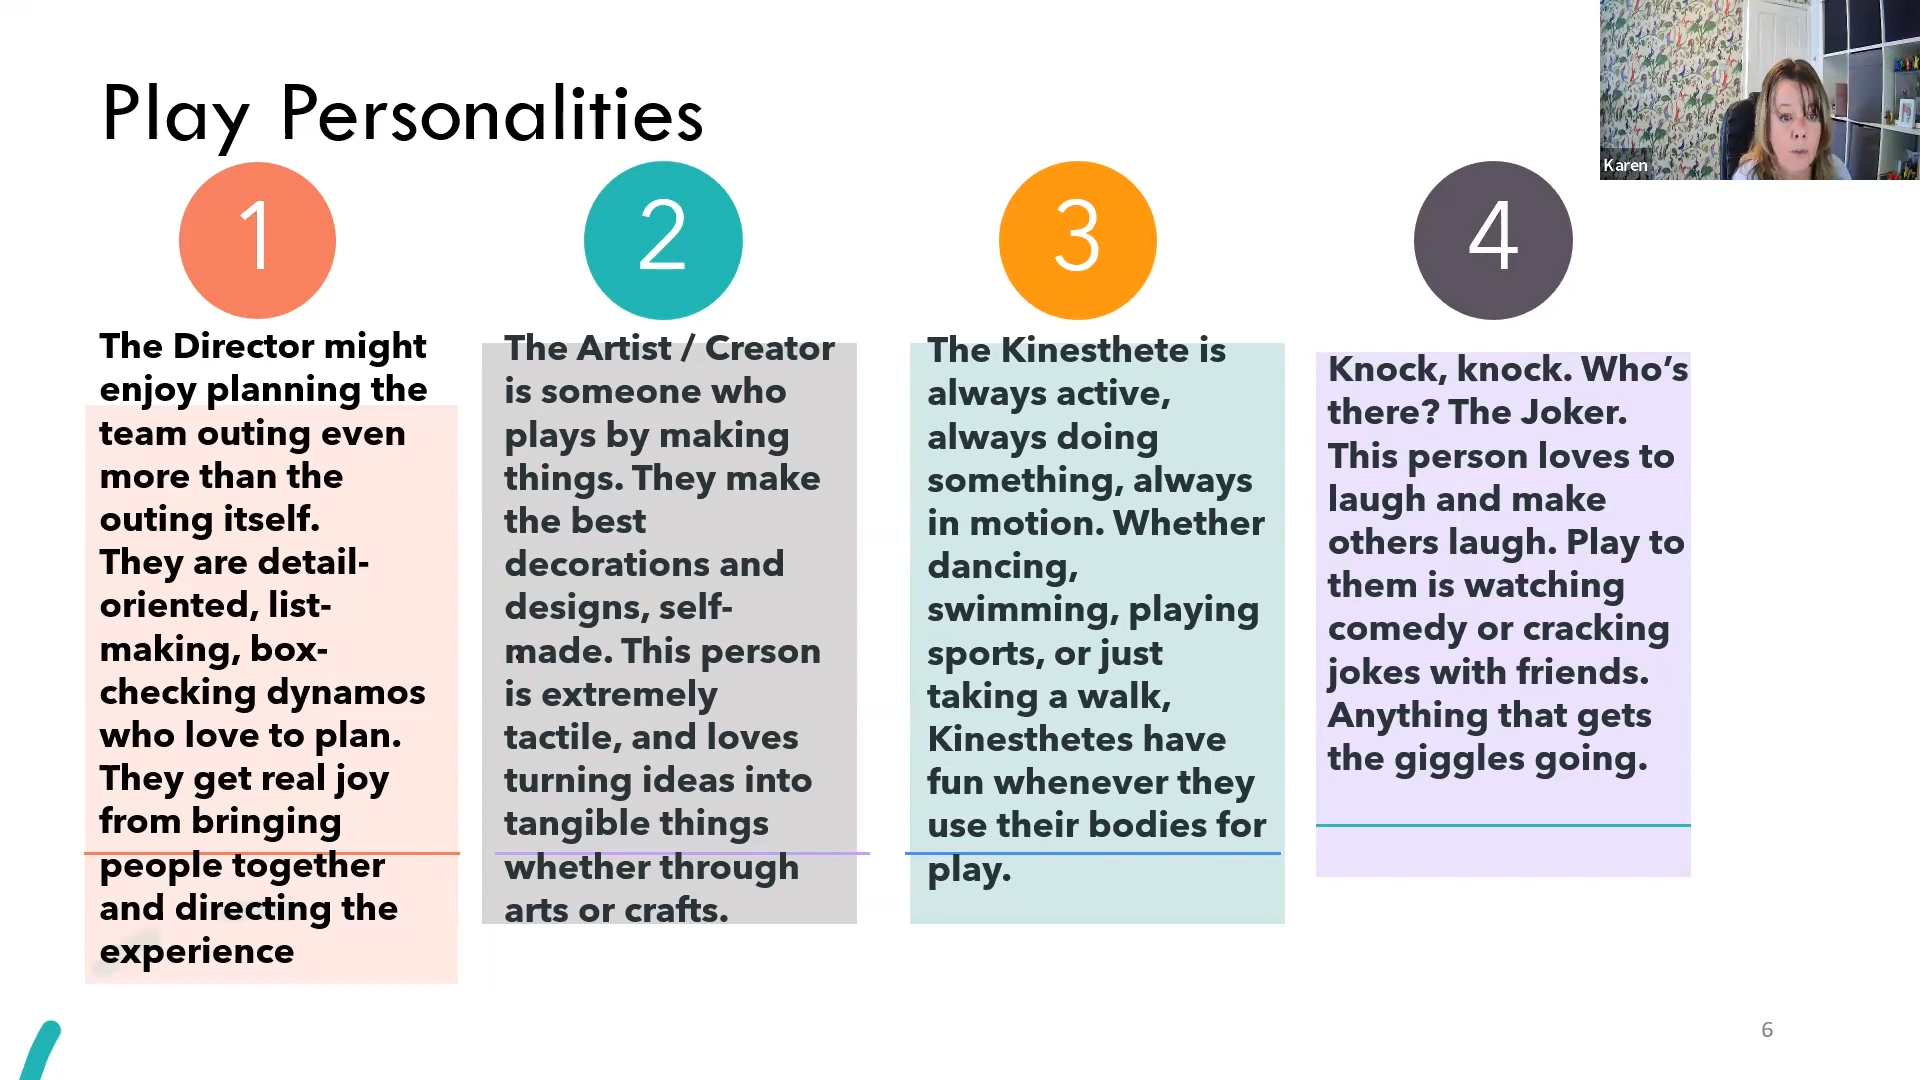 Play Personalities
Karen
1
The Director might
enjoy planning the
team outing even
more than the
outing itself.
They are detail-
oriented, list-
making, box-
checking dynamos
who love to plan.
They get real joy
from bringing
people together
and directing the
experience
2
The Artist / Creator
is someone who
plays by making
things. They make
the best
decorations and
designs, self-
made. This person
is extremely
tactile, and loves
turning ideas into
tangible things
whether through
arts or crafts.
3
The Kinesthete is
always active,
always doing
something, always
in motion. Whether
dancing,
swimming, playing
sports, or just
taking a walk,
Kinesthetes have
fun whenever they
use their bodies for
play.
4
Knock, knock. Who’s
there? The Joker.
This person loves to
laugh and make
others laugh. Play to
them is watching
comedy or cracking
jokes with friends.
Anything that gets
the giggles going.
6